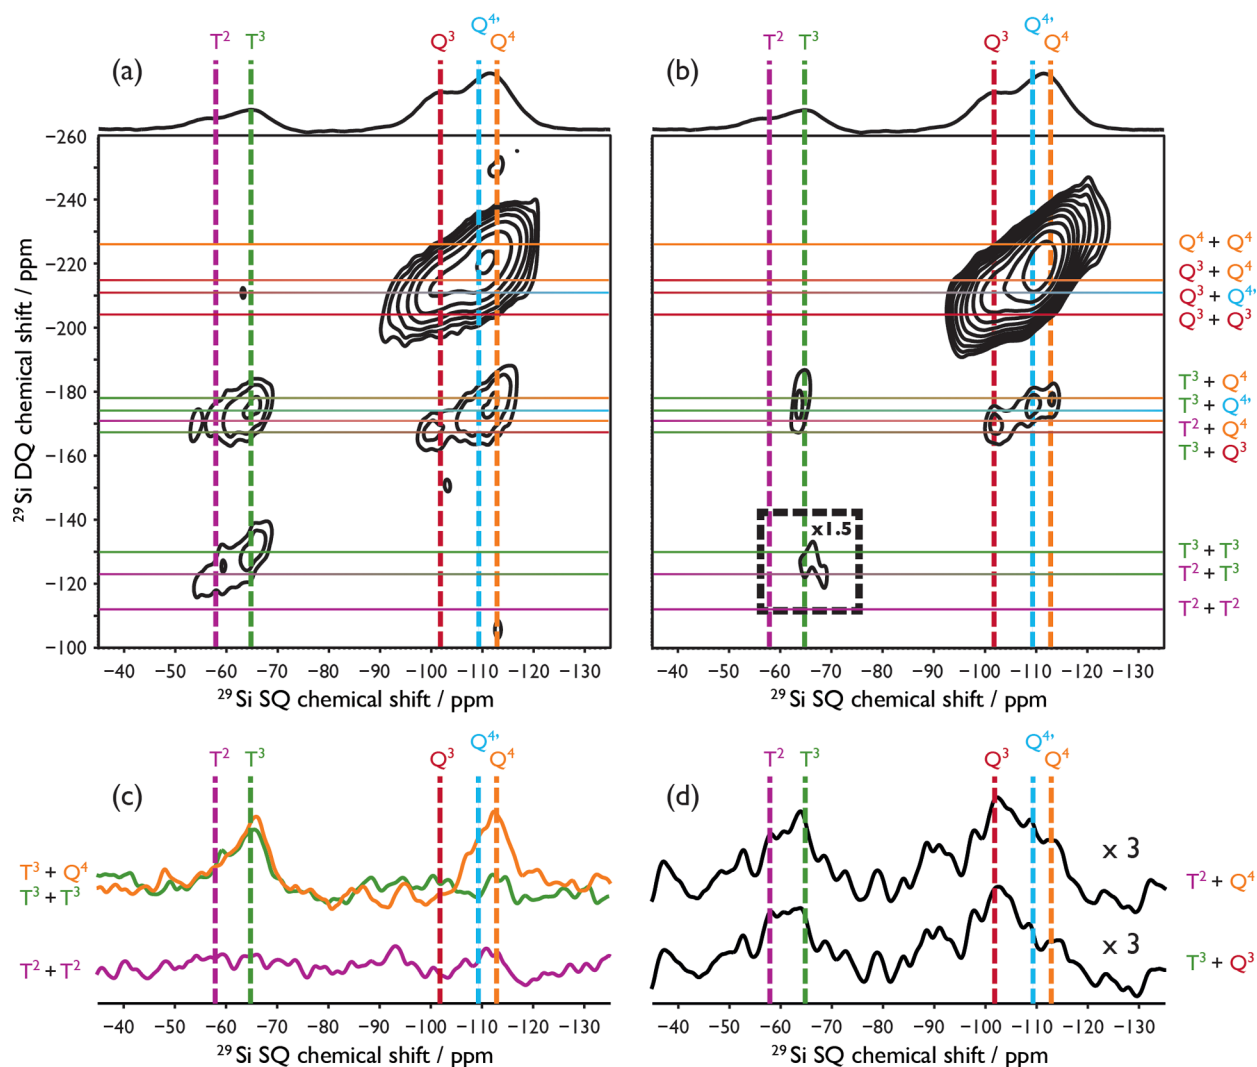 T² T³ Q³ Q⁴' Q⁴
(a)
−260
−240
−220
−200
−180
−160
−140
−120
−100
²⁹Si DQ chemical shift / ppm
−40 −50 −60 −70 −80 −90 −100 −110 −120 −130
²⁹Si SQ chemical shift / ppm
T² T³ Q³ Q⁴' Q⁴
(b)
Q⁴ + Q⁴
Q³ + Q⁴
Q³ + Q⁴'
Q³ + Q³
T³ + Q⁴
T³ + Q⁴'
T² + Q⁴
T³ + Q³
x1.5
T³ + T³
T² + T³
T² + T²
−40 −50 −60 −70 −80 −90 −100 −110 −120 −130
²⁹Si SQ chemical shift / ppm
T² T³ Q³ Q⁴' Q⁴
(c)
T³ + Q⁴
T³ + T³
T² + T²
−40 −50 −60 −70 −80 −90 −100 −110 −120 −130
²⁹Si SQ chemical shift / ppm
T² T³ Q³ Q⁴' Q⁴
(d)
x 3
T² + Q⁴
x 3
T³ + Q³
−40 −50 −60 −70 −80 −90 −100 −110 −120 −130
²⁹Si SQ chemical shift / ppm